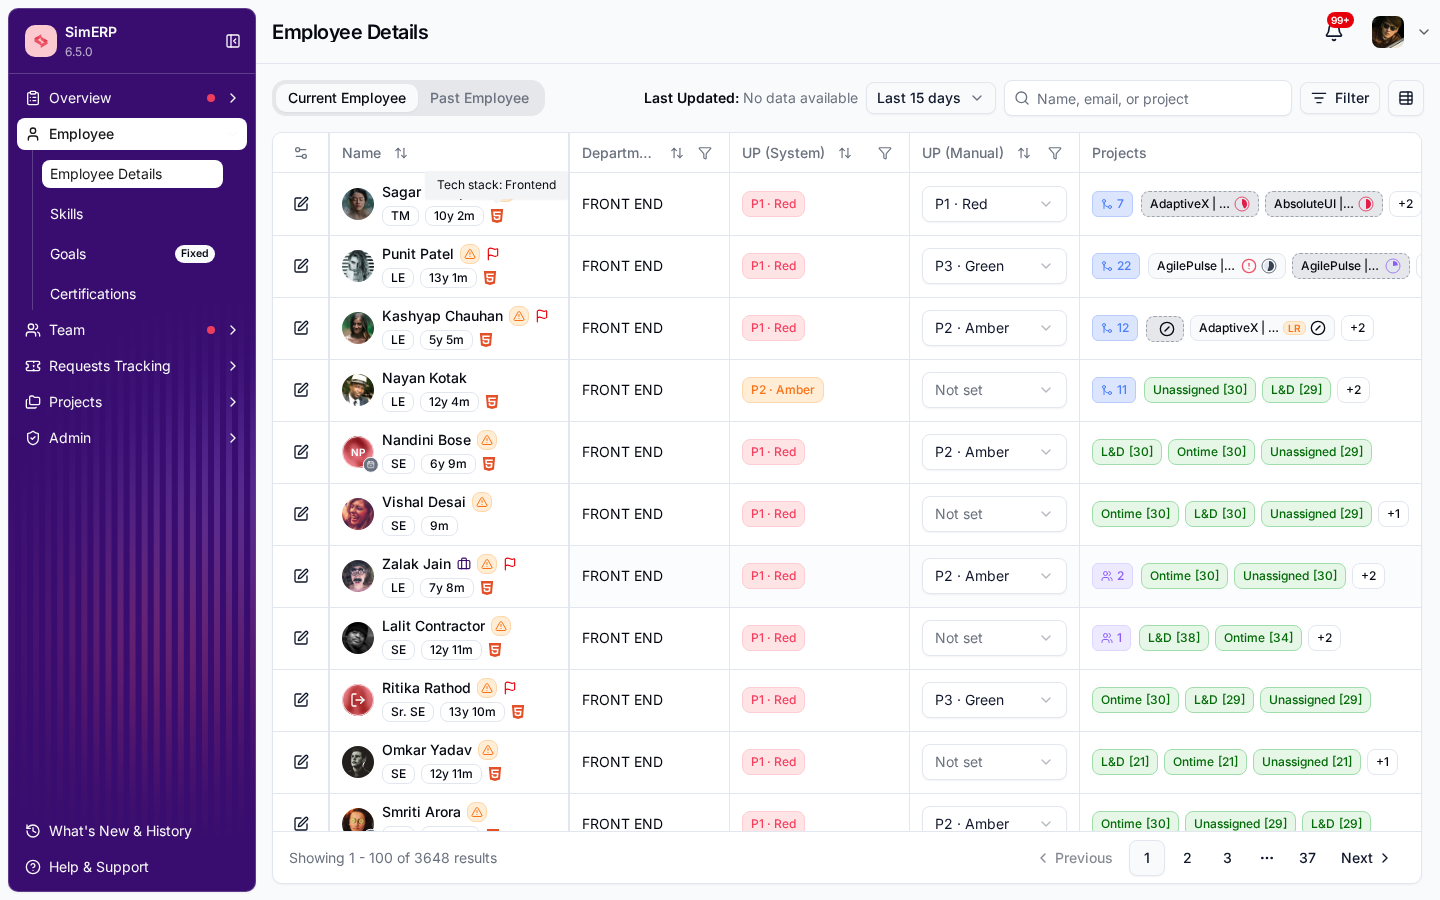 SimERP
6.5.0
Overview
Employee
Employee Details
Skills
Goals
Fixed
Certifications
Team
Requests Tracking
Projects
Admin
What's New & History
Help & Support
Employee Details
99+
Current Employee
Past Employee
Last Updated: No data available
Last 15 days
Name, email, or project
Filter
Name
Departm...
UP (System)
UP (Manual)
Projects
Tech stack: Frontend
Sagar
TM 10y 2m
FRONT END
P1 · Red
P1 · Red
7 AdaptiveX | ... AbsoluteUI |... +2
Punit Patel
LE 13y 1m
FRONT END
P1 · Red
P3 · Green
22 AgilePulse |... AgilePulse |...
Kashyap Chauhan
LE 5y 5m
FRONT END
P1 · Red
P2 · Amber
12 AdaptiveX | ... LR +2
Nayan Kotak
LE 12y 4m
FRONT END
P2 · Amber
Not set
11 Unassigned [30] L&D [29] +2
Nandini Bose
NP
SE 6y 9m
FRONT END
P1 · Red
P2 · Amber
L&D [30] Ontime [30] Unassigned [29]
Vishal Desai
SE 9m
FRONT END
P1 · Red
Not set
Ontime [30] L&D [30] Unassigned [29] +1
Zalak Jain
LE 7y 8m
FRONT END
P1 · Red
P2 · Amber
2 Ontime [30] Unassigned [30] +2
Lalit Contractor
SE 12y 11m
FRONT END
P1 · Red
Not set
1 L&D [38] Ontime [34] +2
Ritika Rathod
Sr. SE 13y 10m
FRONT END
P1 · Red
P3 · Green
Ontime [30] L&D [29] Unassigned [29]
Omkar Yadav
SE 12y 11m
FRONT END
P1 · Red
Not set
L&D [21] Ontime [21] Unassigned [21] +1
Smriti Arora
FRONT END
P1 · Red
P2 · Amber
Ontime [30] Unassigned [29] L&D [29]
Showing 1 - 100 of 3648 results
Previous 1 2 3 ••• 37 Next